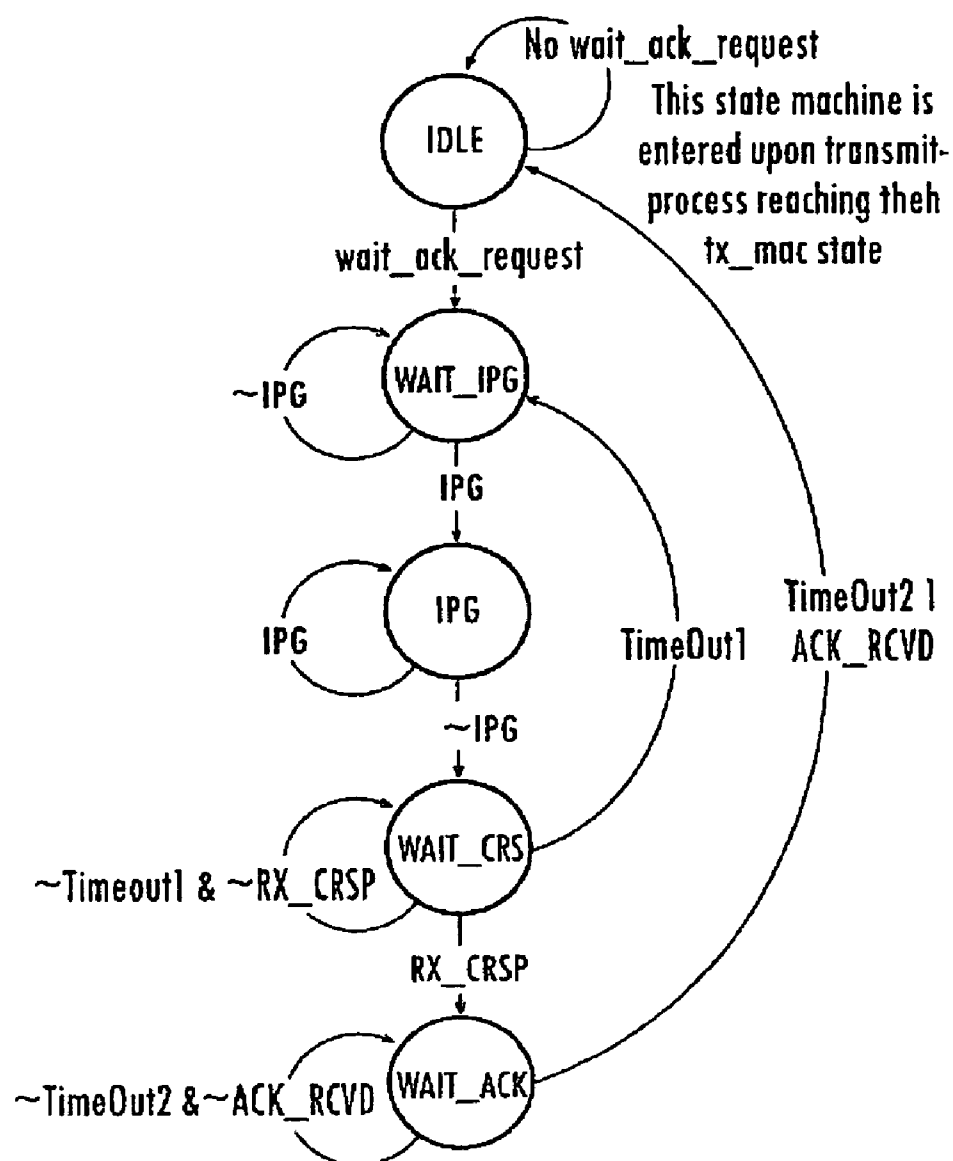 No wait_ack_request
IDLE
This state machine is
entered upon transmit-
process reaching theh
tx_mac state
wait_ack_request
WAIT_IPG
~IPG
IPG
IPG
IPG
TimeOut1
TimeOut2 1
ACK_RCVD
~IPG
WAIT_CRS
~Timeout1 & ~RX_CRSP
RX_CRSP
WAIT_ACK
~TimeOut2 &~ACK_RCVD